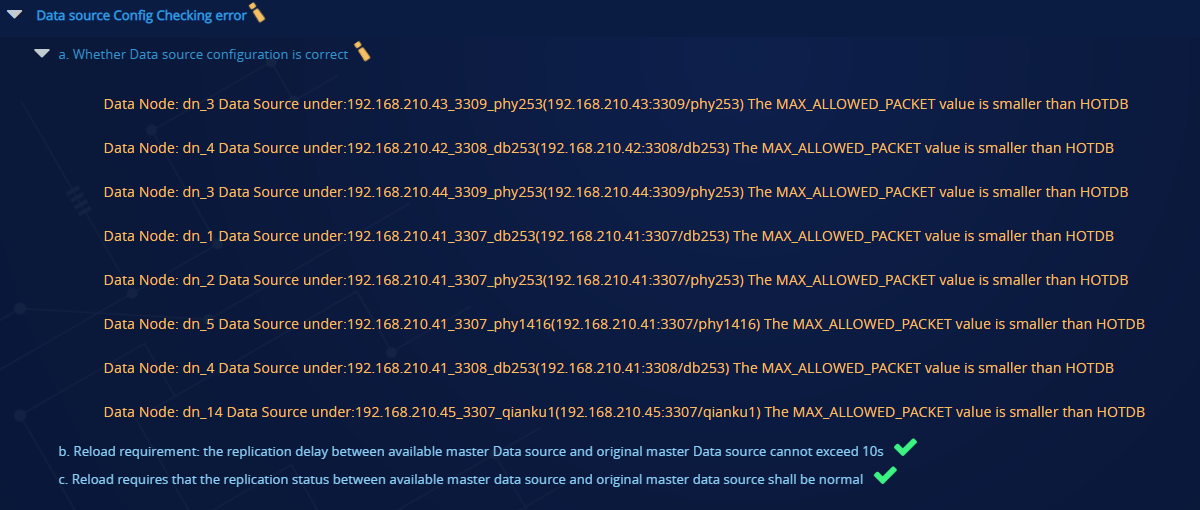 Data source Config Checking error
a. Whether Data source configuration is correct
Data Node: dn_3 Data Source under:192.168.210.43_3309_phy253(192.168.210.43:3309/phy253) The MAX_ALLOWED_PACKET value is smaller than HOTDB
Data Node: dn_4 Data Source under:192.168.210.42_3308_db253(192.168.210.42:3308/db253) The MAX_ALLOWED_PACKET value is smaller than HOTDB
Data Node: dn_3 Data Source under:192.168.210.44_3309_phy253(192.168.210.44:3309/phy253) The MAX_ALLOWED_PACKET value is smaller than HOTDB
Data Node: dn_1 Data Source under:192.168.210.41_3307_db253(192.168.210.41:3307/db253) The MAX_ALLOWED_PACKET value is smaller than HOTDB
Data Node: dn_2 Data Source under:192.168.210.41_3307_phy253(192.168.210.41:3307/phy253) The MAX_ALLOWED_PACKET value is smaller than HOTDB
Data Node: dn_5 Data Source under:192.168.210.41_3307_phy1416(192.168.210.41:3307/phy1416) The MAX_ALLOWED_PACKET value is smaller than HOTDB
Data Node: dn_4 Data Source under:192.168.210.41_3308_db253(192.168.210.41:3308/db253) The MAX_ALLOWED_PACKET value is smaller than HOTDB
Data Node: dn_14 Data Source under:192.168.210.45_3307_qianku1(192.168.210.45:3307/qianku1) The MAX_ALLOWED_PACKET value is smaller than HOTDB
b. Reload requirement: the replication delay between available master Data source and original master Data source cannot exceed 10s
c. Reload requires that the replication status between available master data source and original master data source shall be normal